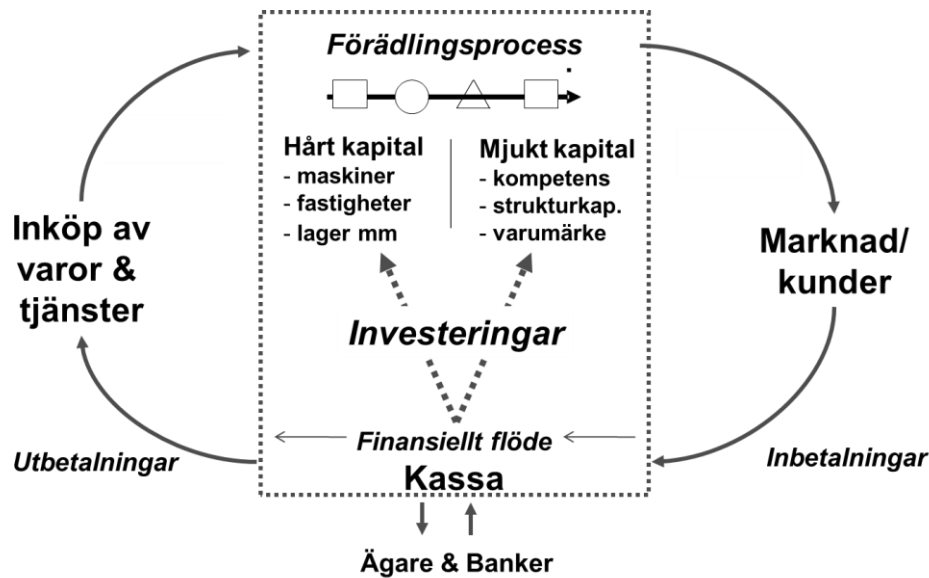 Förädlingsprocess
Hårt kapital
- maskiner
- fastigheter
- lager mm
Mjukt kapital
- kompetens
- strukturkap.
- varumärke
Inköp av
varor &
tjänster
Marknad/
kunder
Investeringar
Utbetalningar
Finansiellt flöde
Kassa
Inbetalningar
Ägare & Banker